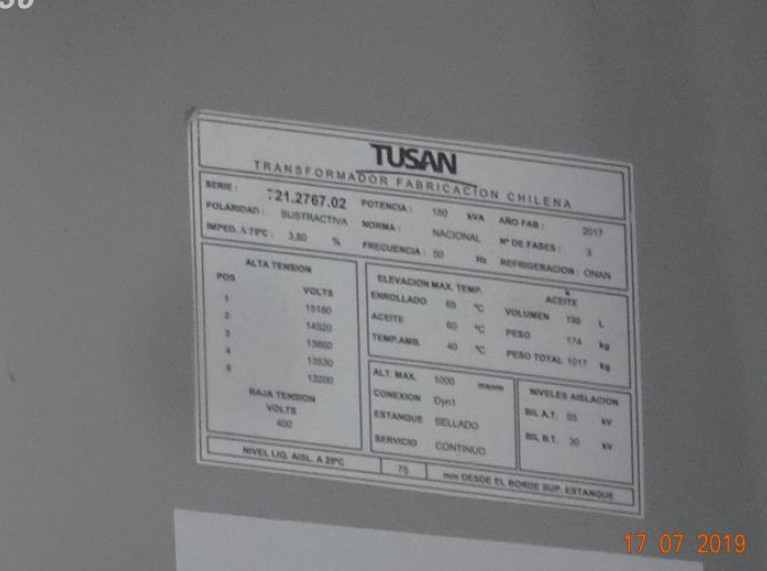 TUSAN
TRANSFORMADOR FABRICACION CHILENA
SERIE : 21.2767.02 POTENCIA : 150 kVA AÑO FAB : 2017
POLARIDAD : SUSTRACTIVA NORMA : NACIONAL Nº DE FASES : 3
IMPED. A 75ºC : 3,80 % FRECUENCIA : 50 Hz REFRIGERACION : ONAN
ALTA TENSION
POS VOLTS
1 15180
2 14520
3 13860
4 13530
5 13200
BAJA TENSION
VOLTS
400
ELEVACION MAX. TEMP.
ENROLLADO 65 ºC
ACEITE 60 ºC
TEMP.AMB. 40 ºC
ACEITE
VOLUMEN 198 L
PESO 174 kg
PESO TOTAL 1017 kg
ALT. MAX. 1000 msnm
CONEXION Dyn1
ESTANQUE SELLADO
SERVICIO CONTINUO
NIVELES AISLACION
BIL A.T. 95 kV
BIL B.T. 30 kV
NIVEL LIQ. AISL. A 25ºC 75 mm DESDE EL BORDE SUP. ESTANQUE
17 07 2019